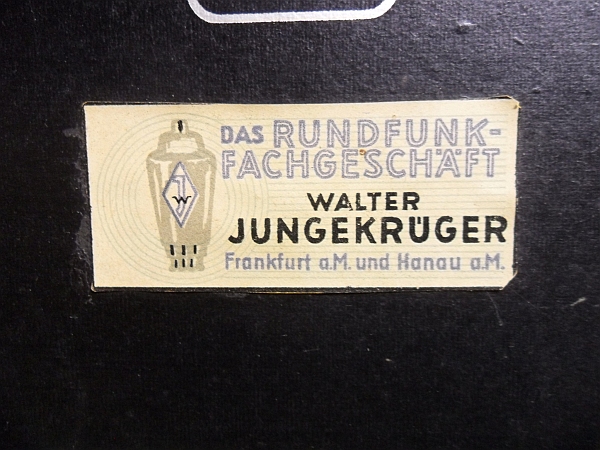 DAS RUNDFUNK-
FACHGESCHÄFT
WALTER
JUNGEKRÜGER
Frankfurt a.M. und Hanau a.M.
J
W